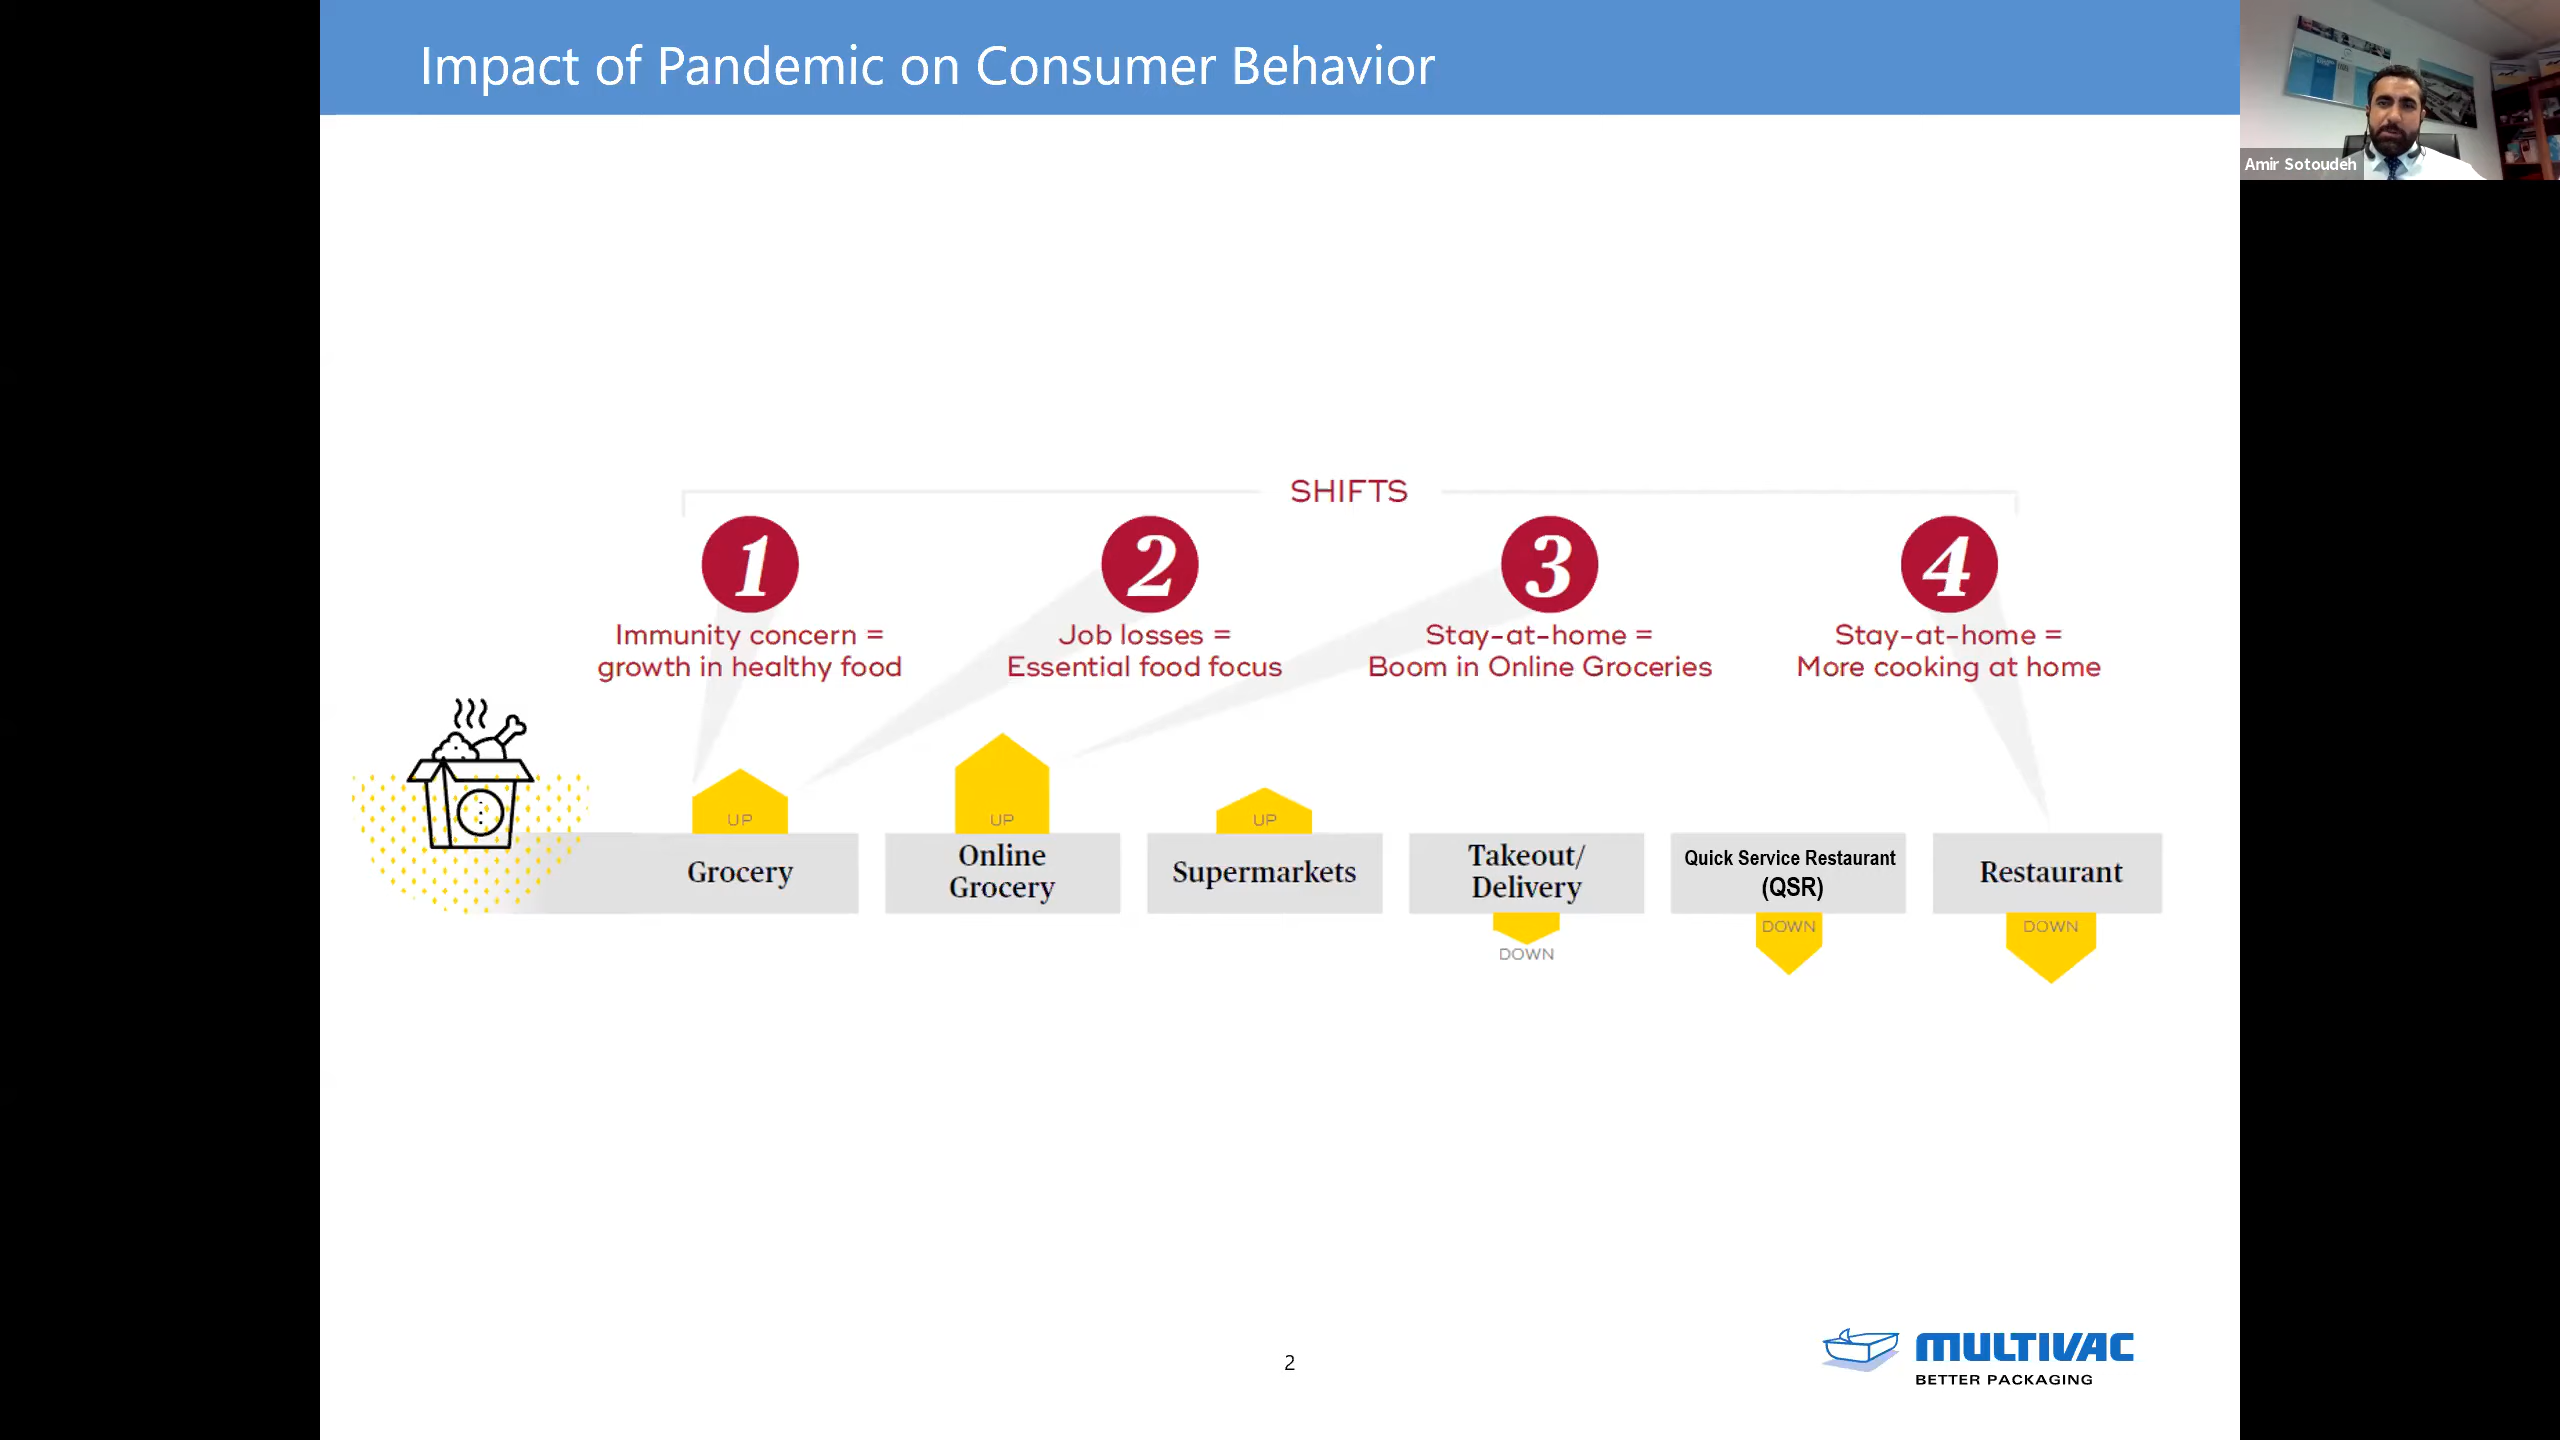 Impact of Pandemic on Consumer Behavior
Amir Sotoudeh
SHIFTS
1
Immunity concern =
growth in healthy food
2
Job losses =
Essential food focus
3
Stay-at-home =
Boom in Online Groceries
4
Stay-at-home =
More cooking at home
UP
Grocery
UP
Online
Grocery
UP
Supermarkets
Takeout/
Delivery
DOWN
Quick Service Restaurant
(QSR)
DOWN
Restaurant
DOWN
2
MULTIVAC
BETTER PACKAGING